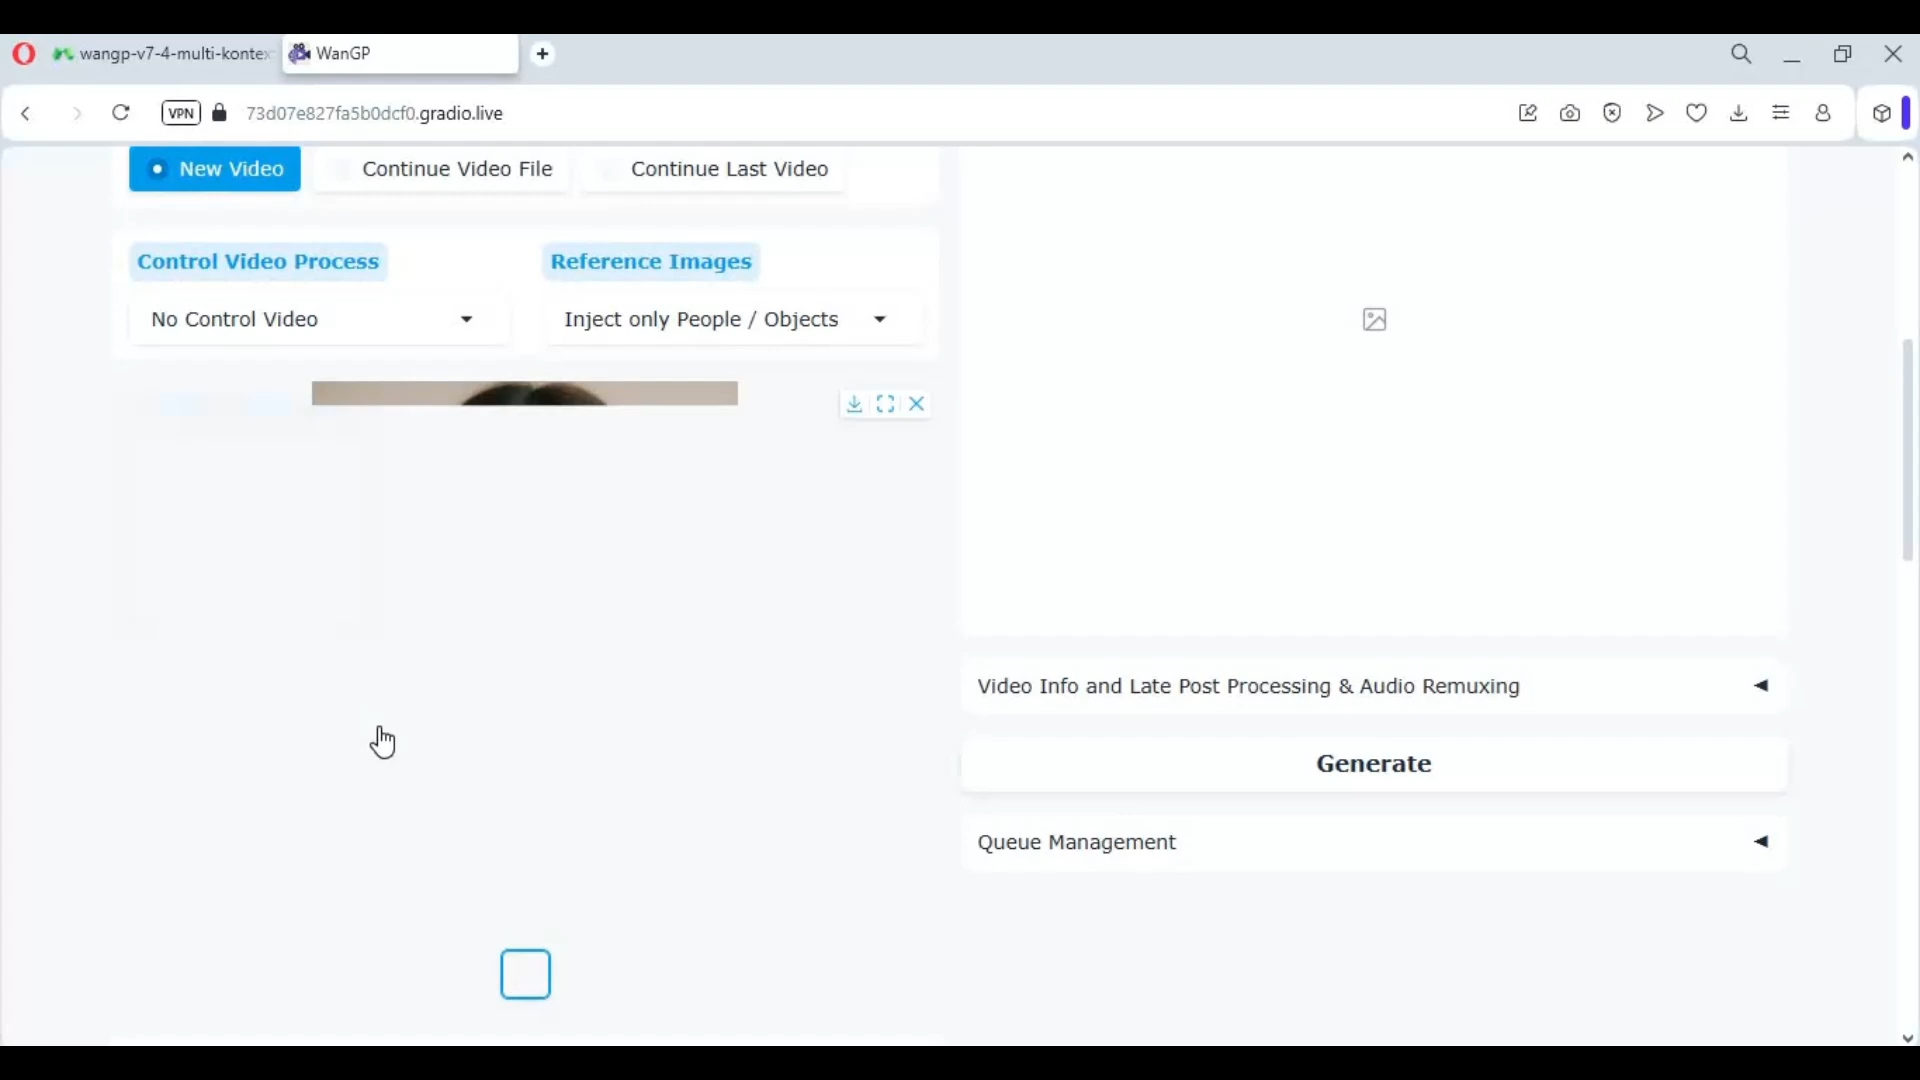 wangp-v7-4-multi-kontex
WanGP
VPN
73d07e827fa5b0dcf0.gradio.live
New Video
Continue Video File
Continue Last Video
Control Video Process
Reference Images
No Control Video
Inject only People / Objects
Video Info and Late Post Processing & Audio Remuxing
Generate
Queue Management